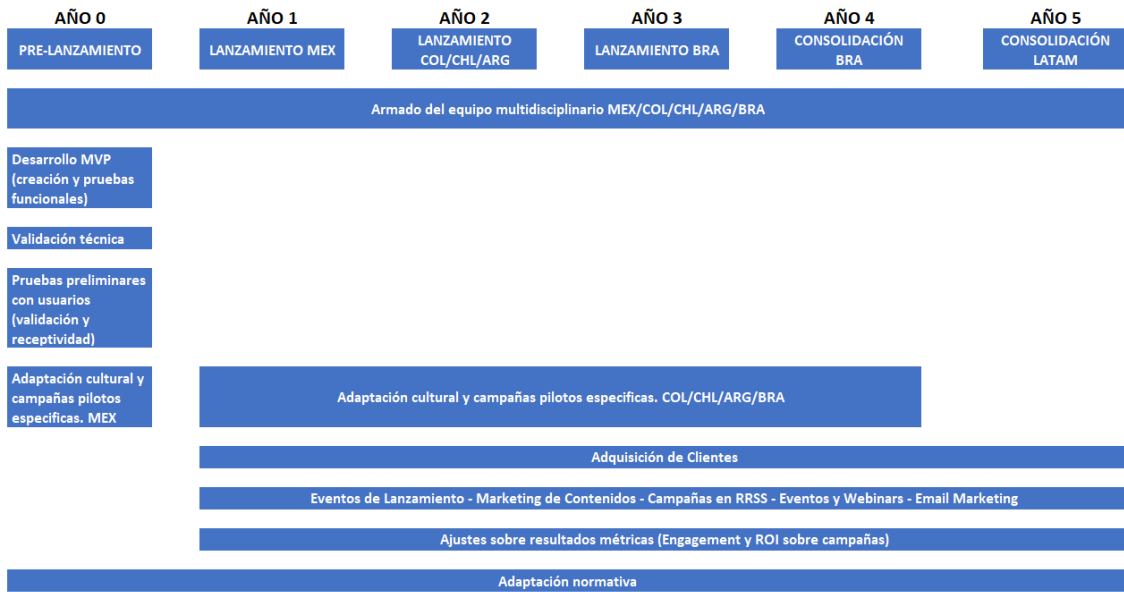 AÑO 0
AÑO 1
AÑO 2
AÑO 3
AÑO 4
AÑO 5
PRE-LANZAMIENTO
LANZAMIENTO MEX
LANZAMIENTO
COL/CHL/ARG
LANZAMIENTO BRA
CONSOLIDACIÓN
BRA
CONSOLIDACIÓN
LATAM
Armado del equipo multidisciplinario MEX/COL/CHL/ARG/BRA
Desarrollo MVP
(creación y pruebas
funcionales)
Validación técnica
Pruebas preliminares
con usuarios
(validación y
receptividad)
Adaptación cultural y
campañas pilotos
especificas. MEX
Adaptación cultural y campañas pilotos especificas. COL/CHL/ARG/BRA
Adquisición de Clientes
Eventos de Lanzamiento - Marketing de Contenidos - Campañas en RRSS - Eventos y Webinars - Email Marketing
Ajustes sobre resultados métricas (Engagement y ROI sobre campañas)
Adaptación normativa